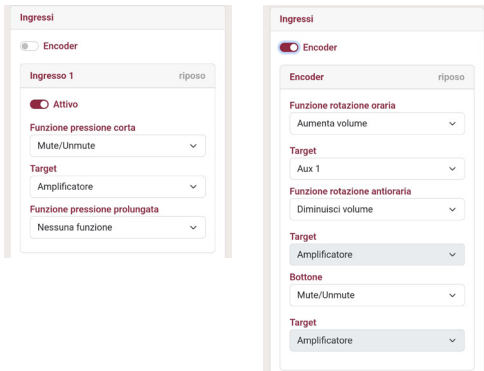 Ingressi
Encoder
Ingresso 1
riposo
Attivo
Funzione pressione corta
Mute/Unmute
Target
Amplificatore
Funzione pressione prolungata
Nessuna funzione
Ingressi
Encoder
Encoder
riposo
Funzione rotazione oraria
Aumenta volume
Target
Aux 1
Funzione rotazione antioraria
Diminuisci volume
Target
Amplificatore
Bottone
Mute/Unmute
Target
Amplificatore